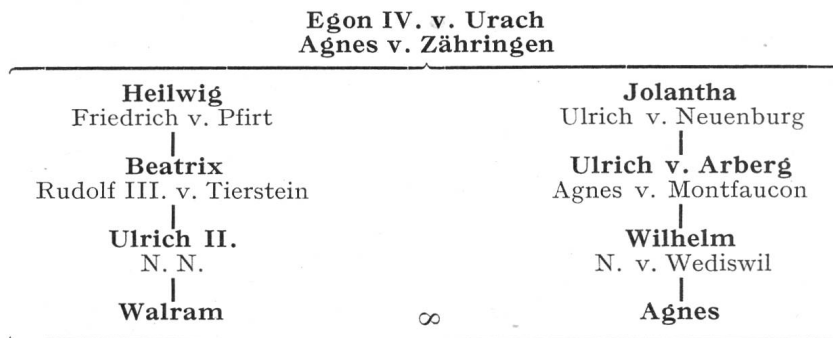 Egon IV. v. Urach
Agnes v. Zähringen
Heilwig
Friedrich v. Pfirt
Jolantha
Ulrich v. Neuenburg
Beatrix
Rudolf III. v. Tierstein
Ulrich v. Arberg
Agnes v. Montfaucon
Ulrich II.
N. N.
Wilhelm
N. v. Wediswil
Walram
∞
Agnes